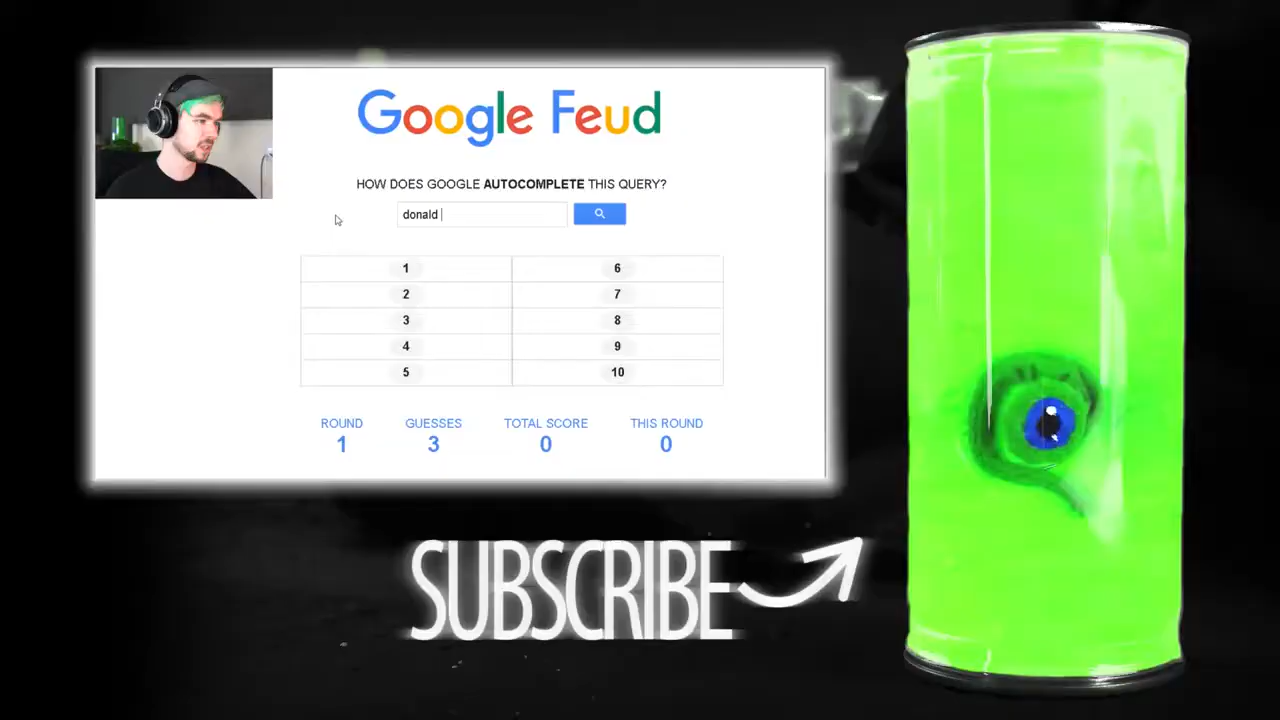 Google Feud
HOW DOES GOOGLE AUTOCOMPLETE THIS QUERY?
donald
1 6
2 7
3 8
4 9
5 10
ROUND GUESSES TOTAL SCORE THIS ROUND
1 3 0 0
SUBSCRIBE